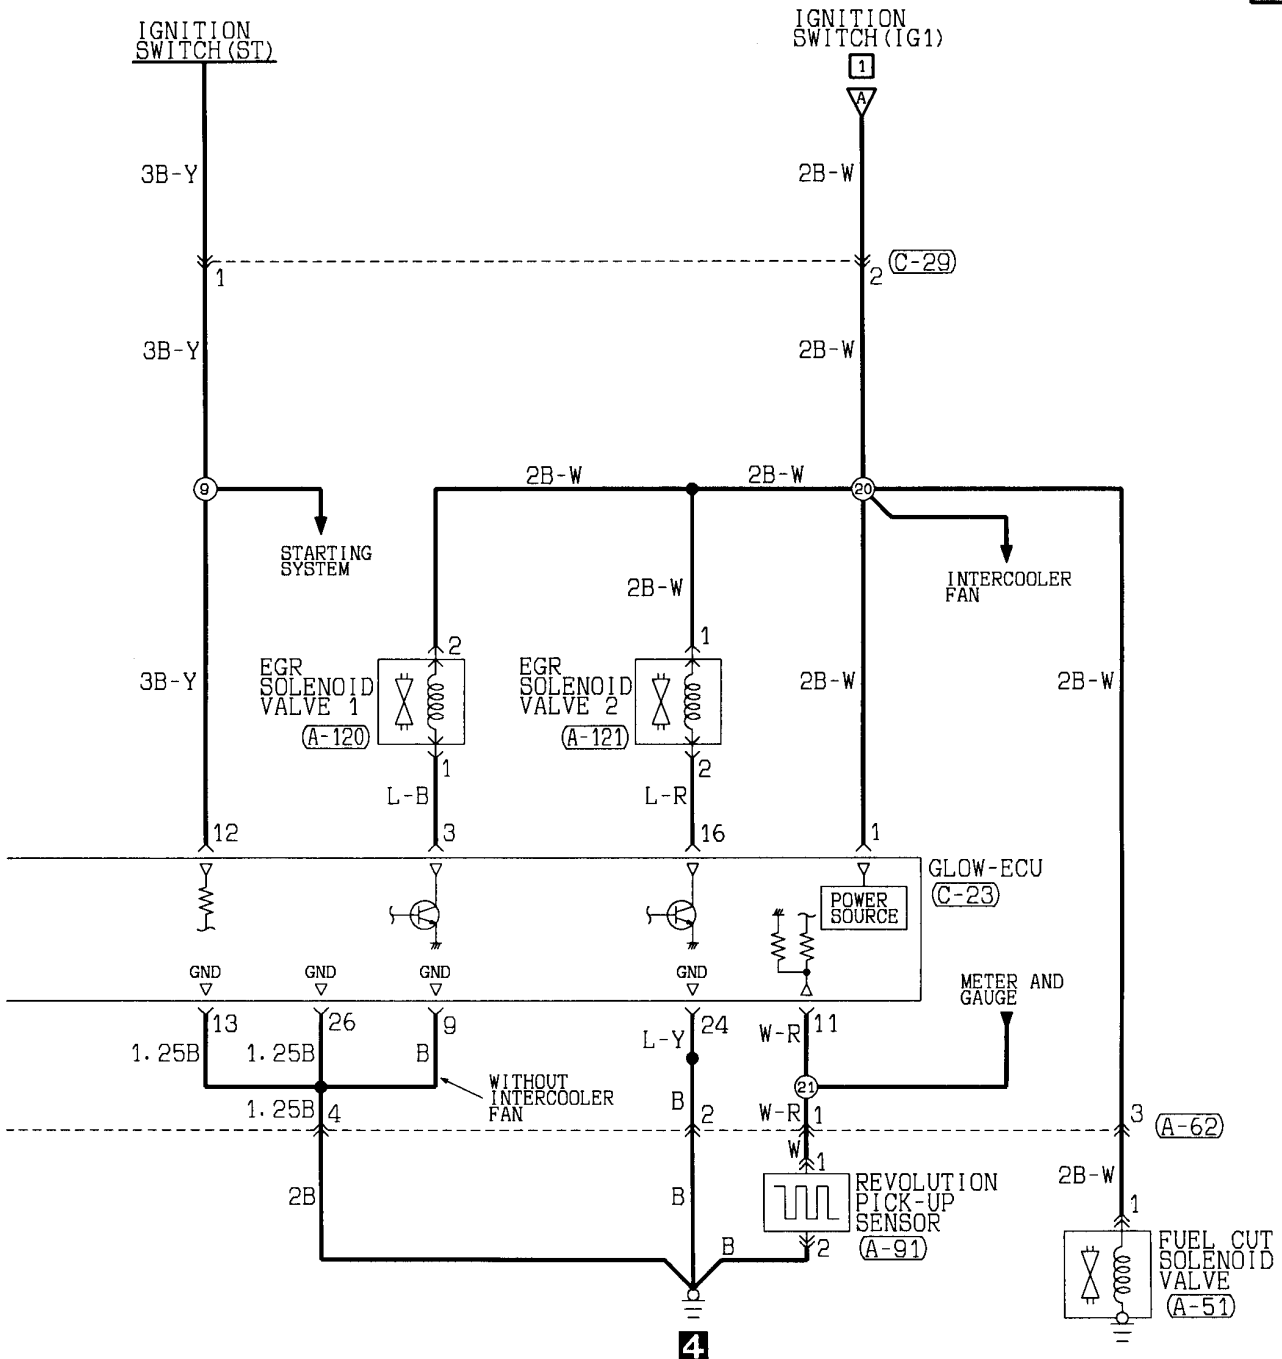 IGNITION
SWITCH(ST)
IGNITION
SWITCH(IG1)
1
A
3B-Y
2B-W
1
2
C-29
3B-Y
2B-W
2B-W
2B-W
9
20
STARTING
SYSTEM
INTERCOOLER
FAN
2B-W
2
1
EGR
SOLENOID
VALVE 1
A-120
EGR
SOLENOID
VALVE 2
A-121
3B-Y
2B-W
2B-W
1
2
L-B
L-R
12
3
16
1
GLOW-ECU
C-23
POWER
SOURCE
GND
GND
GND
GND
METER AND
GAUGE
13
26
9
24
11
1.25B
1.25B
B
L-Y
W-R
WITHOUT
INTERCOOLER
FAN
21
1.25B
4
B
2
W-R
1
3
A-62
W
1
2B
B
2B-W
1
REVOLUTION
PICK-UP
SENSOR
A-91
B
2
FUEL CUT
SOLENOID
VALVE
A-51
4